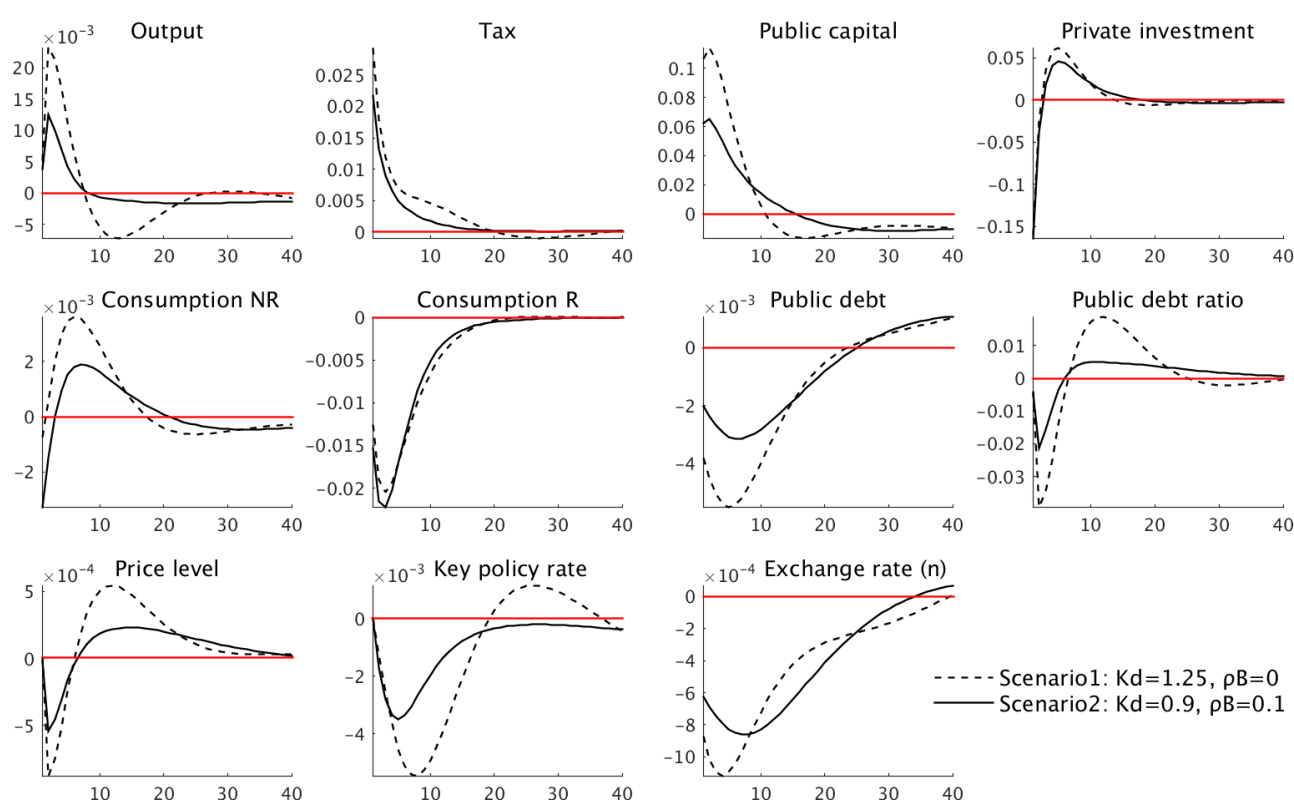 Output
×10⁻³
20
15
10
5
0
−5
10 20 30 40
Tax
0.025
0.02
0.015
0.01
0.005
0
10 20 30 40
Public capital
0.1
0.08
0.06
0.04
0.02
0
10 20 30 40
Private investment
0.05
0
−0.05
−0.1
−0.15
10 20 30 40
×10⁻³ Consumption NR
2
0
−2
10 20 30 40
Consumption R
0
−0.005
−0.01
−0.015
−0.02
10 20 30 40
×10⁻³ Public debt
0
−2
−4
10 20 30 40
Public debt ratio
0.01
0
−0.01
−0.02
−0.03
10 20 30 40
Price level
×10⁻⁴
5
0
−5
10 20 30 40
×10⁻³ Key policy rate
0
−2
−4
10 20 30 40
×10⁻⁴ Exchange rate (n)
0
−2
−4
−6
−8
−10
10 20 30 40
Scenario1: Kd=1.25, ρB=0
Scenario2: Kd=0.9, ρB=0.1